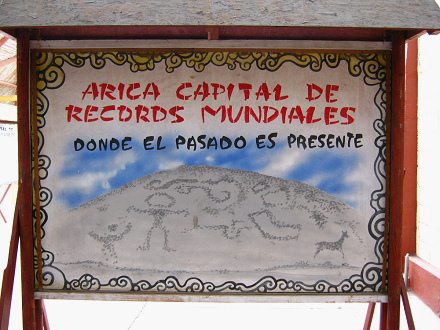 ARICA CAPITAL DE
RECORDS MUNDIALES
DONDE EL PASADO ES PRESENTE